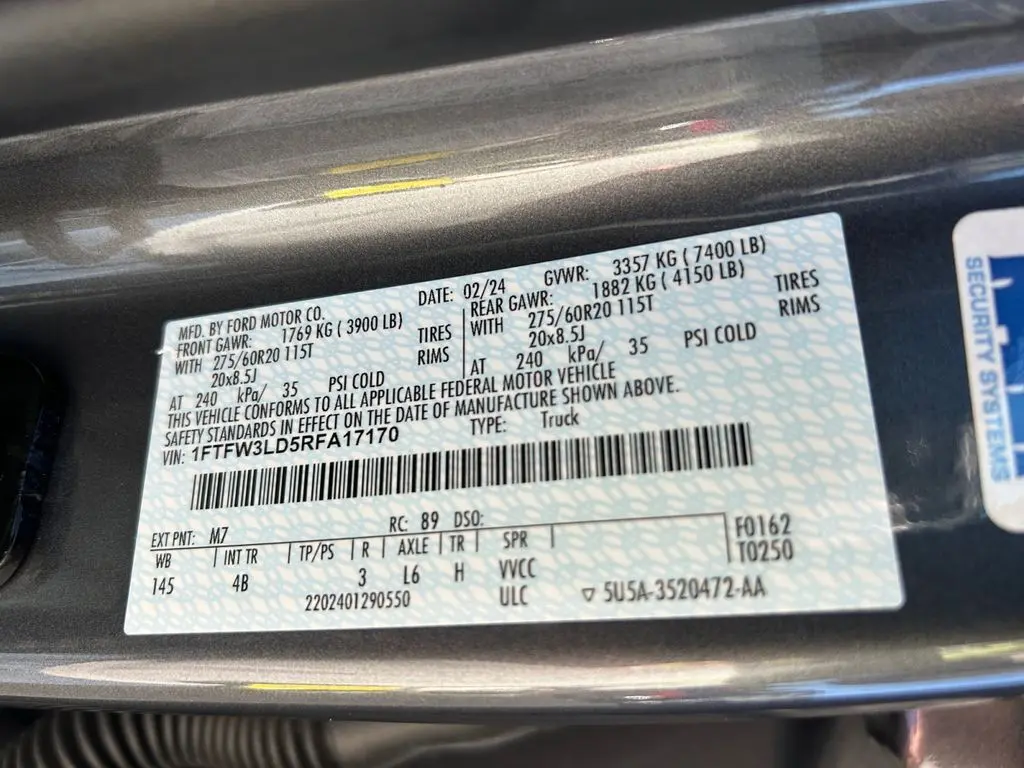 MFD. BY FORD MOTOR CO. DATE: 02/24 GVWR: 3357 KG ( 7400 LB)
FRONT GAWR: 1769 KG ( 3900 LB) REAR GAWR: 1882 KG ( 4150 LB)
WITH 275/60R20 115T TIRES WITH 275/60R20 115T TIRES
20x8.5J RIMS 20x8.5J RIMS
AT 240 kPa/ 35 PSI COLD AT 240 kPa/ 35 PSI COLD
THIS VEHICLE CONFORMS TO ALL APPLICABLE FEDERAL MOTOR VEHICLE
SAFETY STANDARDS IN EFFECT ON THE DATE OF MANUFACTURE SHOWN ABOVE.
VIN: 1FTFW3LD5RFA17170 TYPE: Truck
EXT PNT: M7 RC: 89 DSO: F0162
WB INT TR TP/PS R AXLE TR SPR T0250
145 4B 3 L6 H VVCC
2202401290550 ULC ▽ 5U5A-3520472-AA
SECURITY SYSTEMS